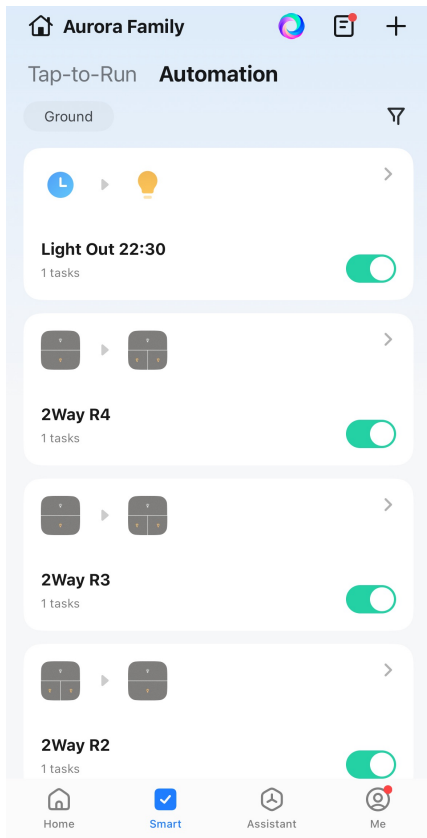 Aurora Family
Tap-to-Run Automation
Ground
Light Out 22:30
1 tasks
2Way R4
1 tasks
2Way R3
1 tasks
2Way R2
1 tasks
Home Smart Assistant Me